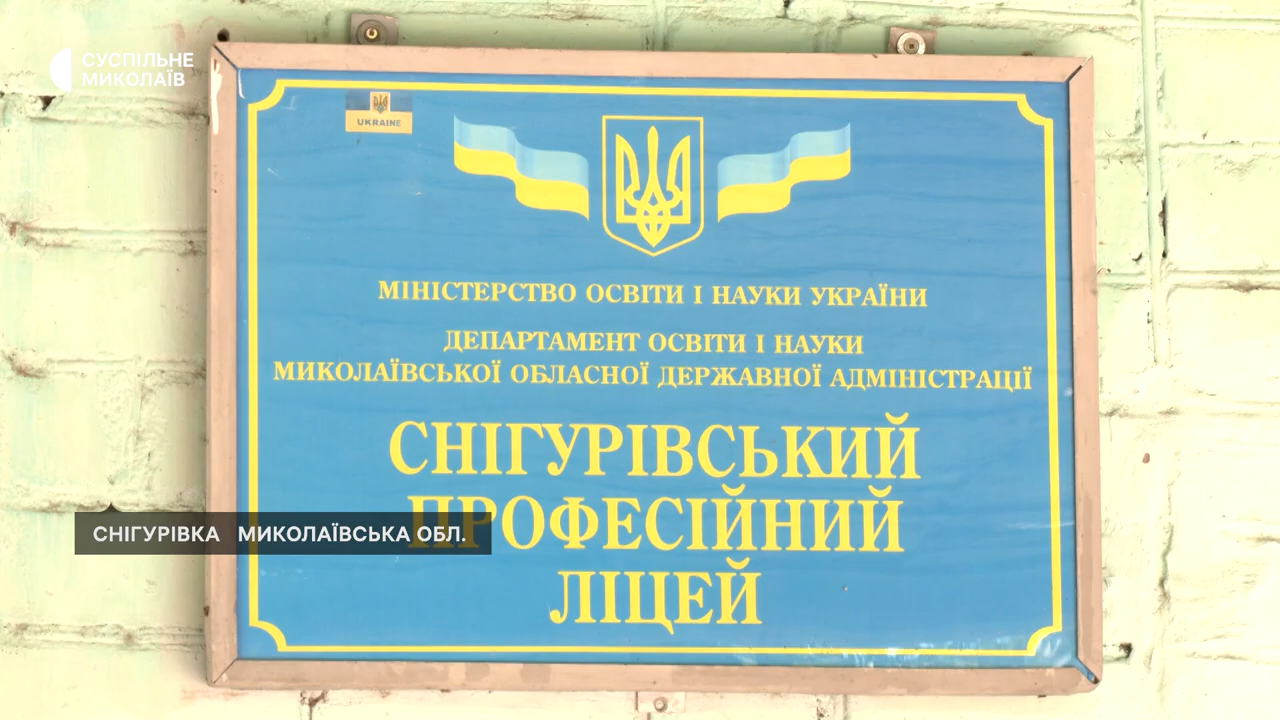 СУСПІЛЬНЕ
МИКОЛАЇВ
UKRAINE
МІНІСТЕРСТВО ОСВІТИ І НАУКИ УКРАЇНИ
ДЕПАРТАМЕНТ ОСВІТИ І НАУКИ
МИКОЛАЇВСЬКОЇ ОБЛАСНОЇ ДЕРЖАВНОЇ АДМІНІСТРАЦІЇ
СНІГУРІВСЬКИЙ
ПРОФЕСІЙНИЙ
ЛІЦЕЙ
СНІГУРІВКА МИКОЛАЇВСЬКА ОБЛ.